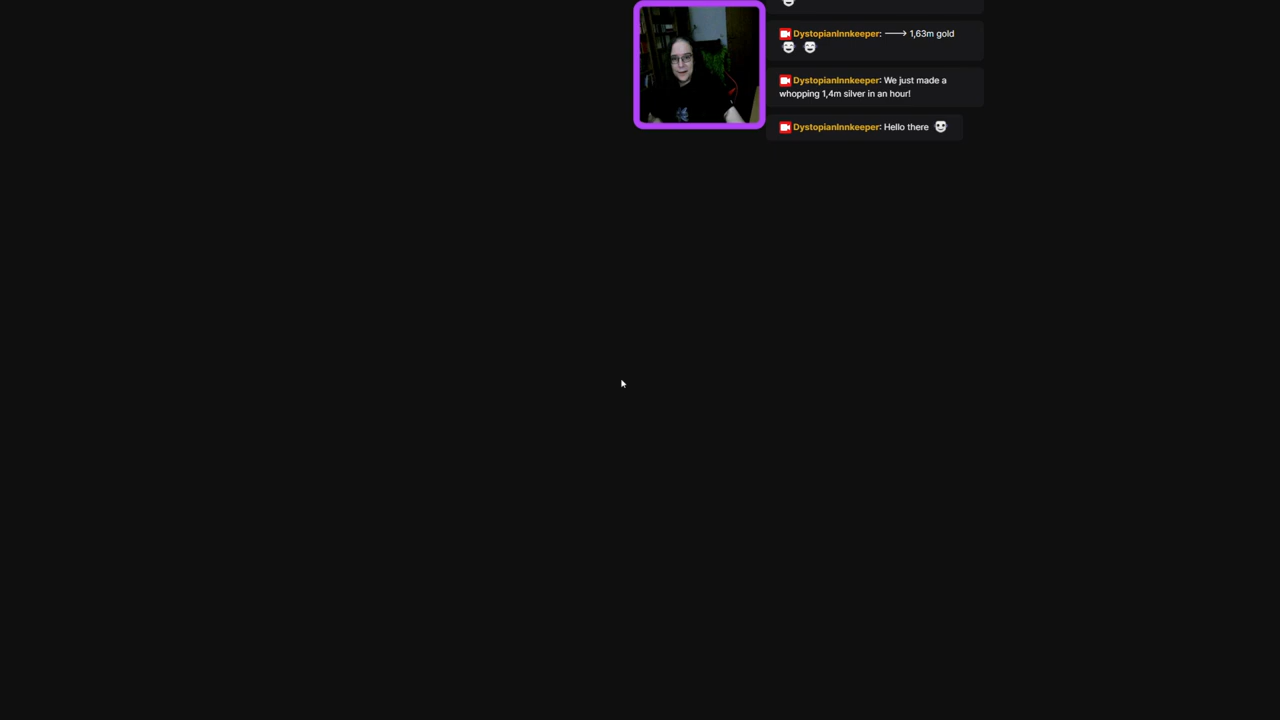 DystopianInnkeeper: ---> 1,63m gold
DystopianInnkeeper: We just made a
whopping 1,4m silver in an hour!
DystopianInnkeeper: Hello there